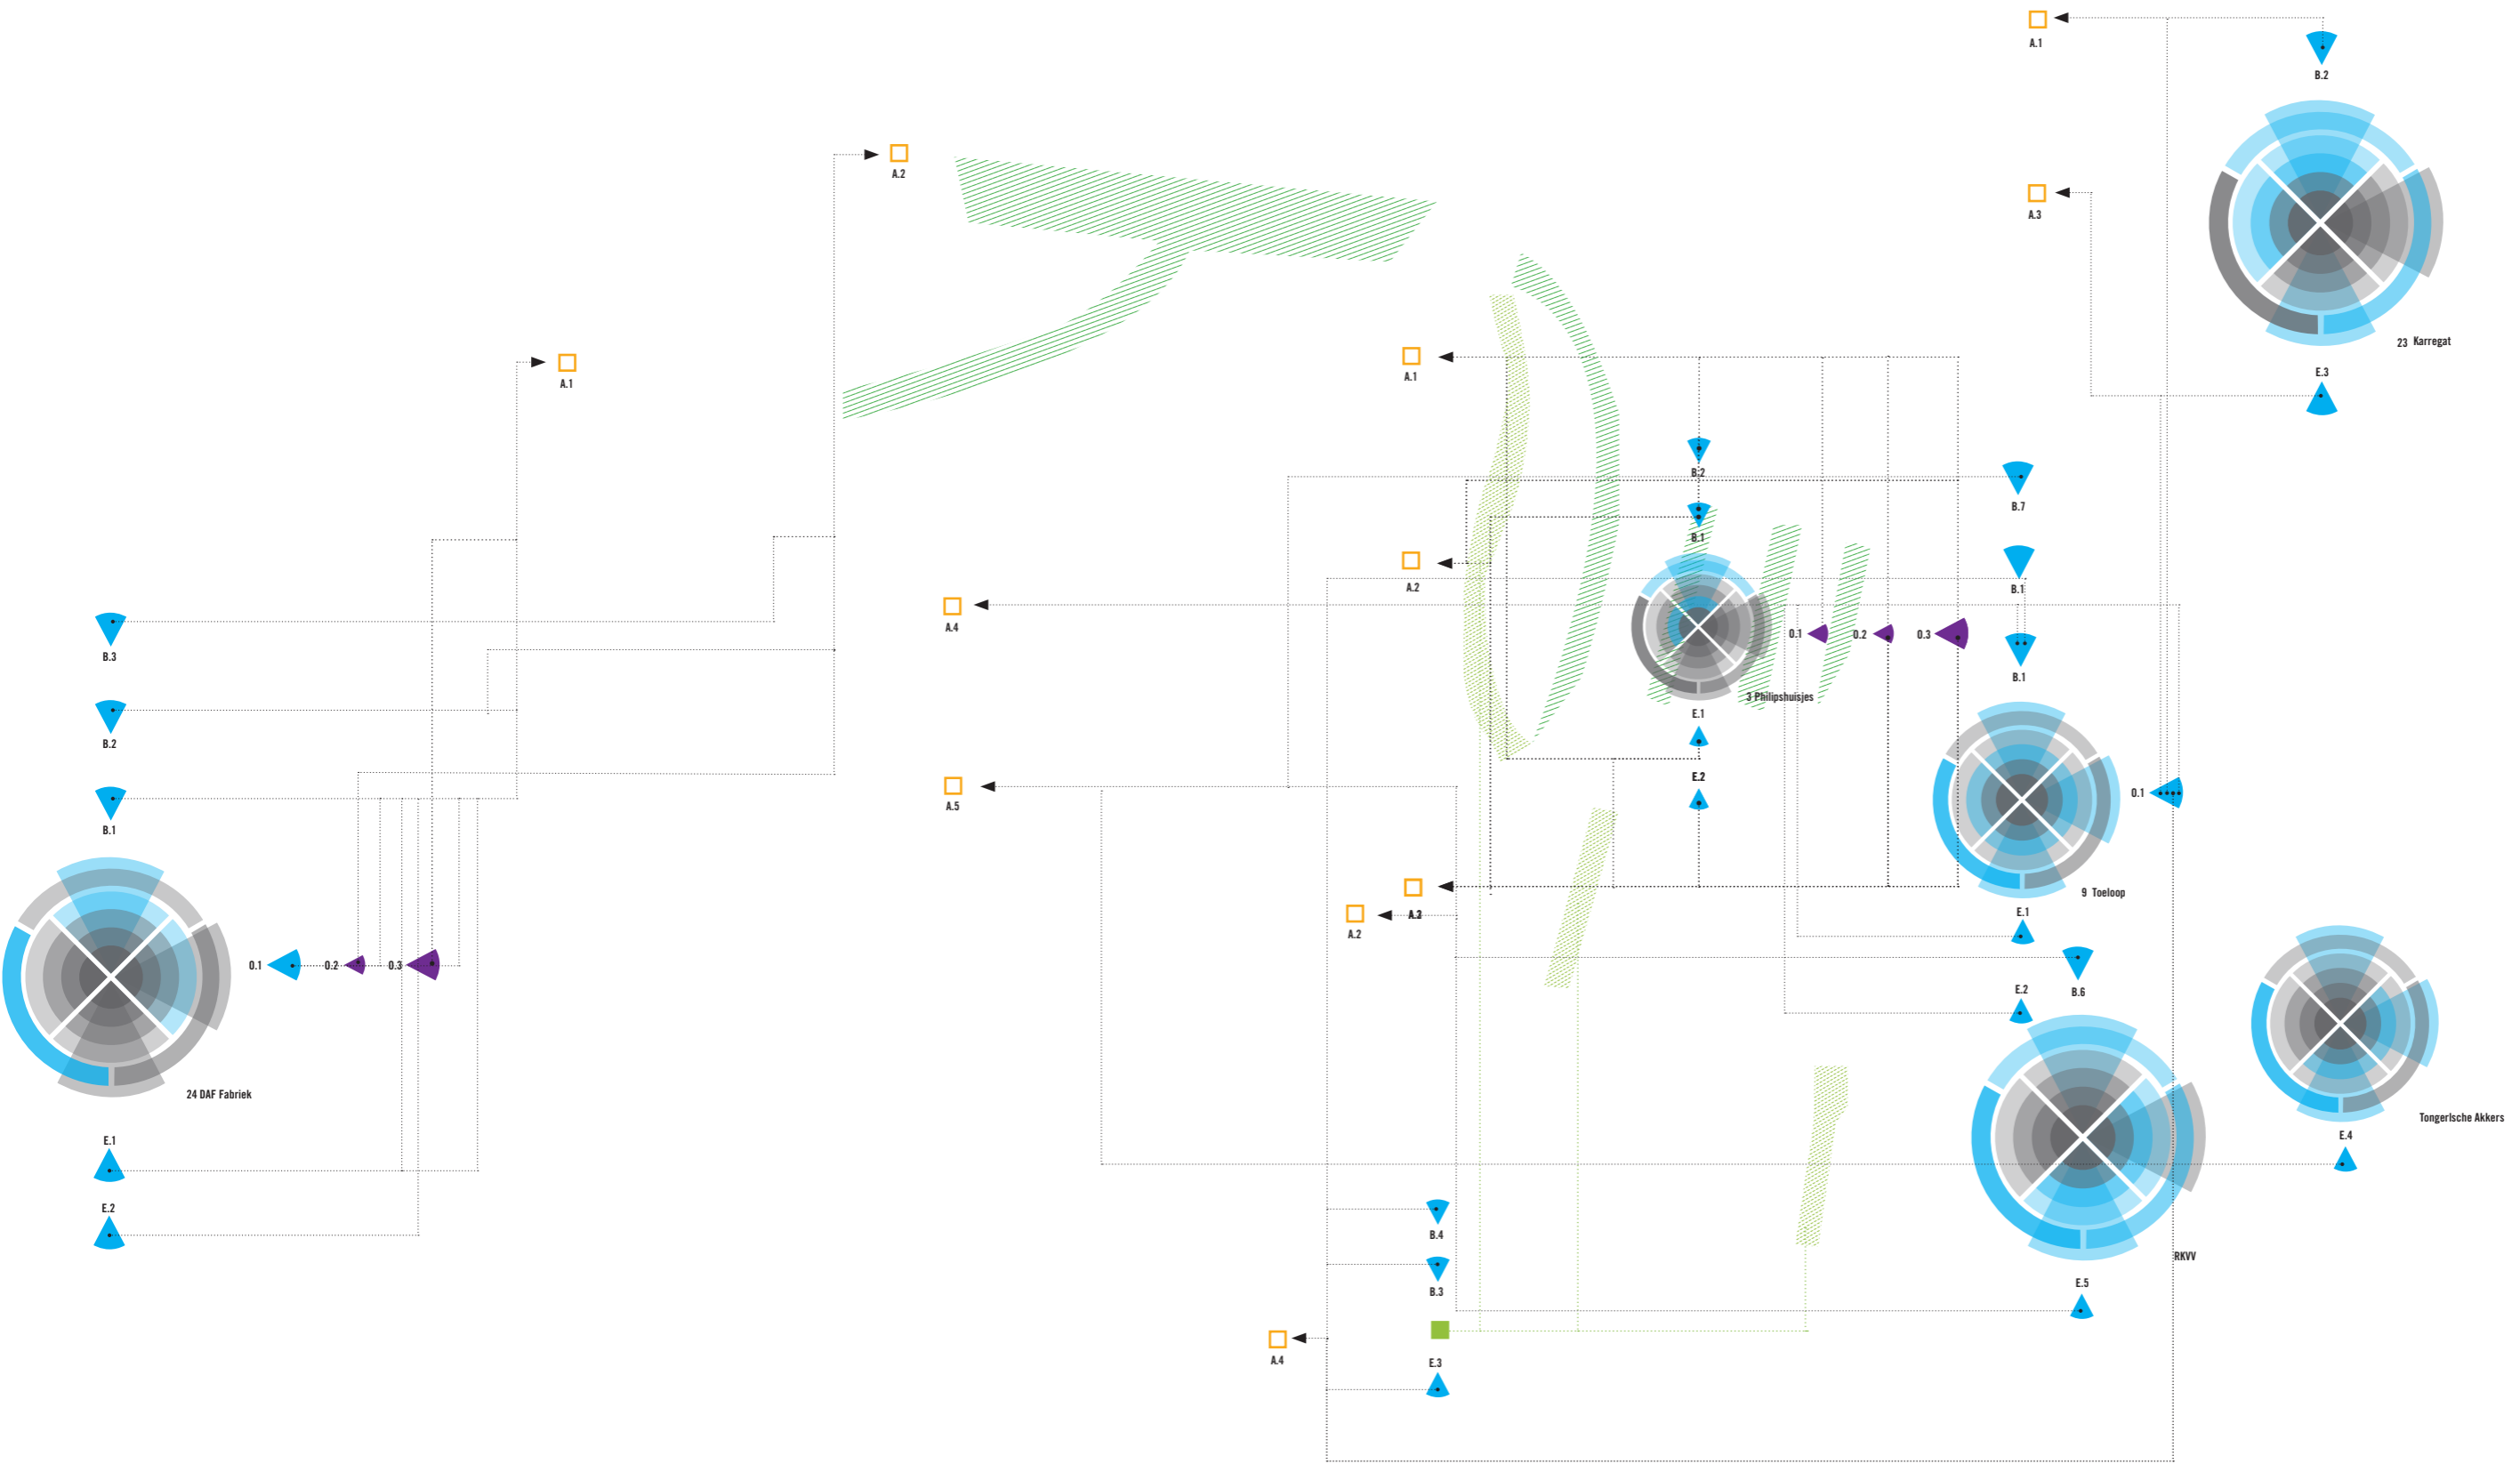 A.1
B.2
A.2
A.3
23 Karregat
A.1
A.1
E.3
B.2
B.7
B.1
A.2
B.1
A.4
B.3
0.1
0.2
0.3
B.1
3 Philipshuisjes
E.1
B.2
E.2
A.5
0.1
B.1
9 Toeloop
A.2
E.1
0.1
0.2
0.3
E.2
B.6
24 DAF Fabriek
Tongerlsche Akkers
E.4
E.1
E.2
B.4
RKVV
E.5
B.3
A.4
E.3